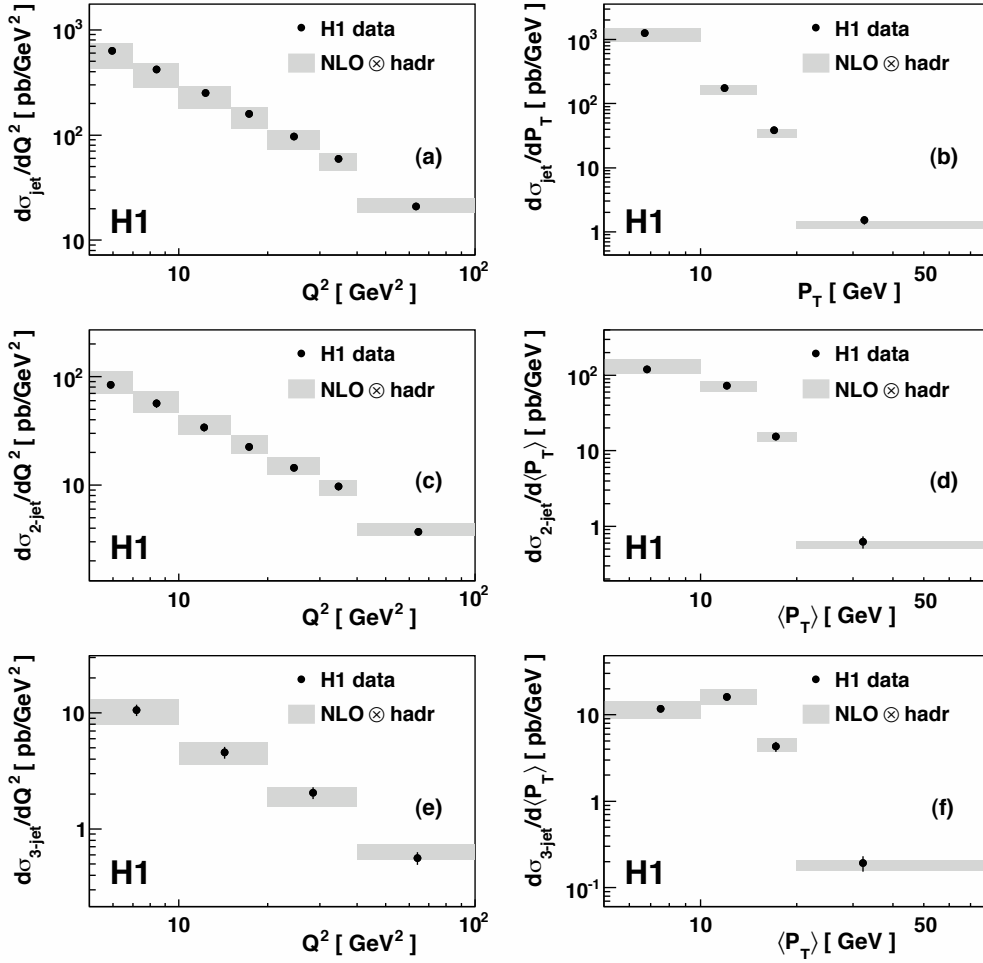 dσ_jet/dQ² [ pb/GeV² ]
10³
10²
10
H1 data
NLO ⊗ hadr
(a)
H1
10
10²
Q² [ GeV² ]
dσ_jet/dP_T [ pb/GeV ]
10³
10²
10
1
H1 data
NLO ⊗ hadr
(b)
H1
10
50
P_T [ GeV ]
dσ_2-jet/dQ² [ pb/GeV² ]
10²
10
H1 data
NLO ⊗ hadr
(c)
H1
10
10²
Q² [ GeV² ]
dσ_2-jet/d⟨P_T⟩ [ pb/GeV ]
10²
10
1
H1 data
NLO ⊗ hadr
(d)
H1
10
50
⟨P_T⟩ [ GeV ]
dσ_3-jet/dQ² [ pb/GeV² ]
10
1
H1 data
NLO ⊗ hadr
(e)
H1
10
10²
Q² [ GeV² ]
dσ_3-jet/d⟨P_T⟩ [ pb/GeV ]
10
1
10⁻¹
H1 data
NLO ⊗ hadr
(f)
H1
10
50
⟨P_T⟩ [ GeV ]